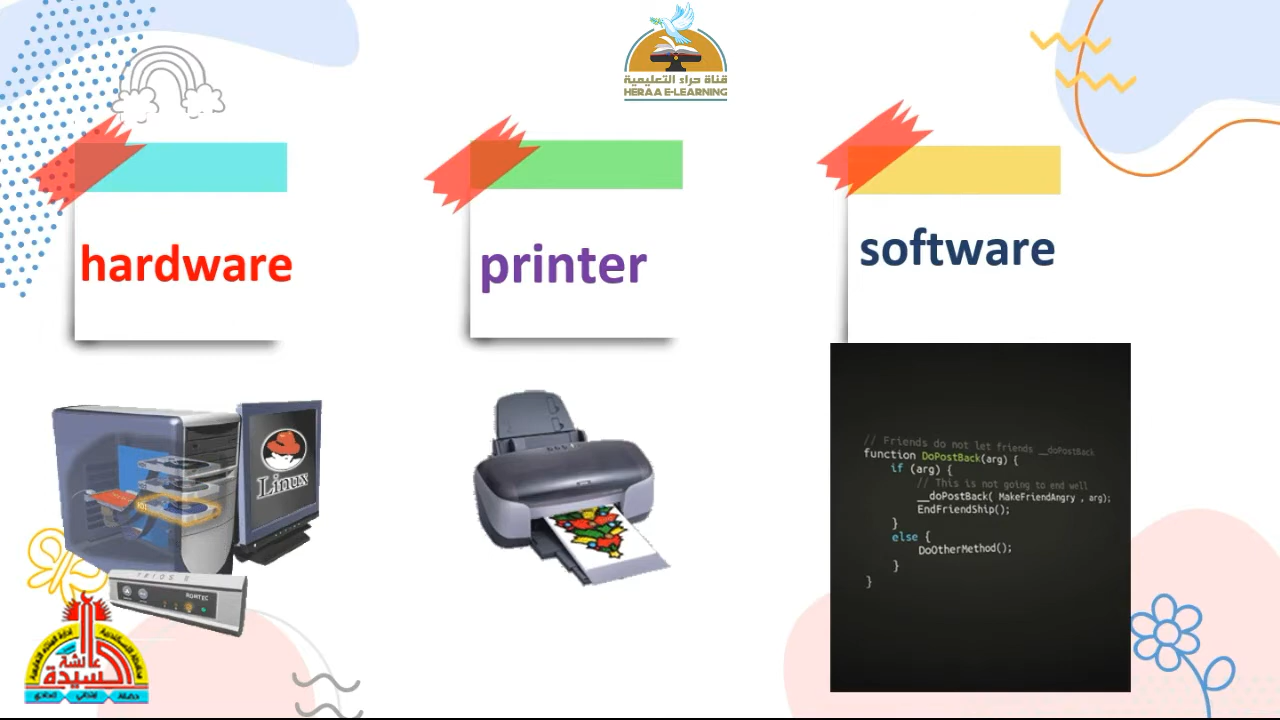 قناة حراء التعليمية
HERAA E-LEARNING
hardware
printer
software
Linux
// Friends do not let friends __doPostBack
function DoPostBack(arg) {
if (arg) {
// This is not going to end well
__doPostBack( MakeFriendAngry , arg);
EndFriendShip();
}
else {
DoOtherMethod();
}
}
عائشة
السيدة